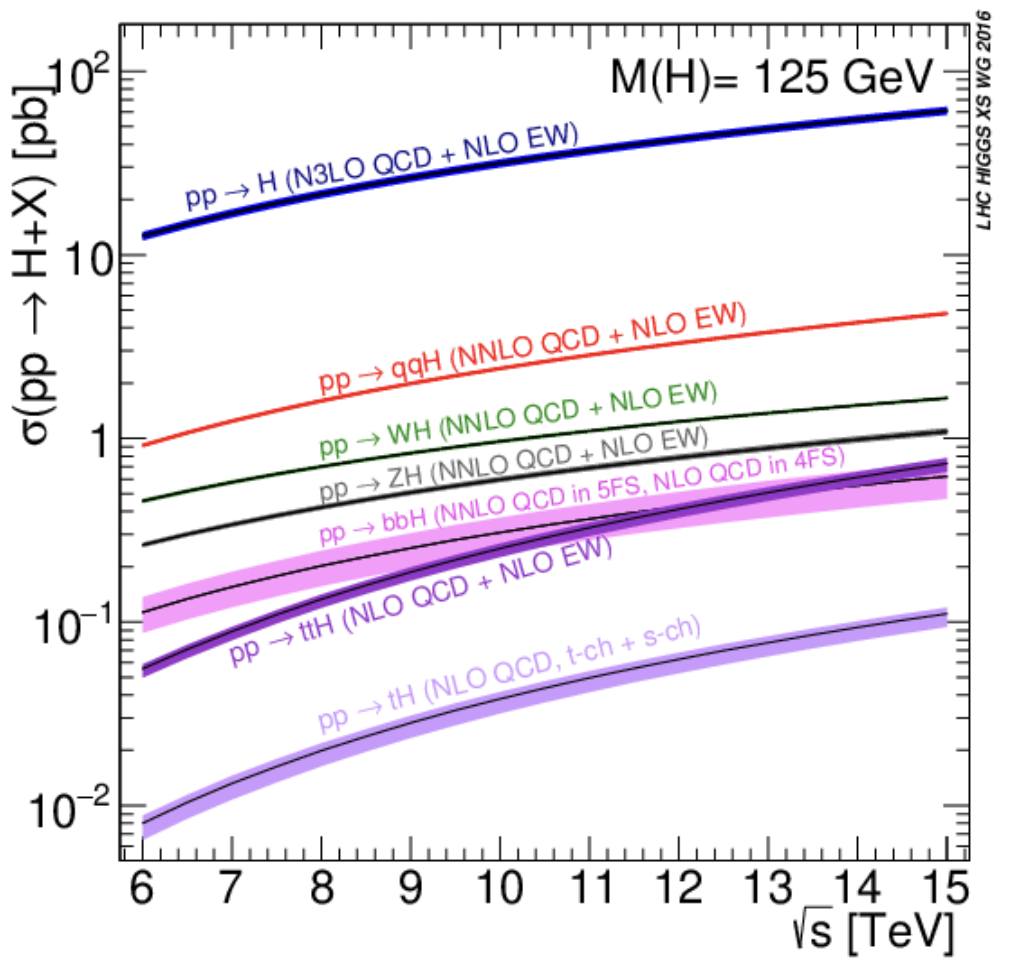 M(H)= 125 GeV
LHC HIGGS XS WG 2016
σ(pp → H+X) [pb]
10²
10
1
10⁻¹
10⁻²
pp → H (N3LO QCD + NLO EW)
pp → qqH (NNLO QCD + NLO EW)
pp → WH (NNLO QCD + NLO EW)
pp → ZH (NNLO QCD + NLO EW)
pp → bbH (NNLO QCD in 5FS, NLO QCD in 4FS)
pp → ttH (NLO QCD + NLO EW)
pp → tH (NLO QCD, t-ch + s-ch)
6 7 8 9 10 11 12 13 14 15
√s [TeV]